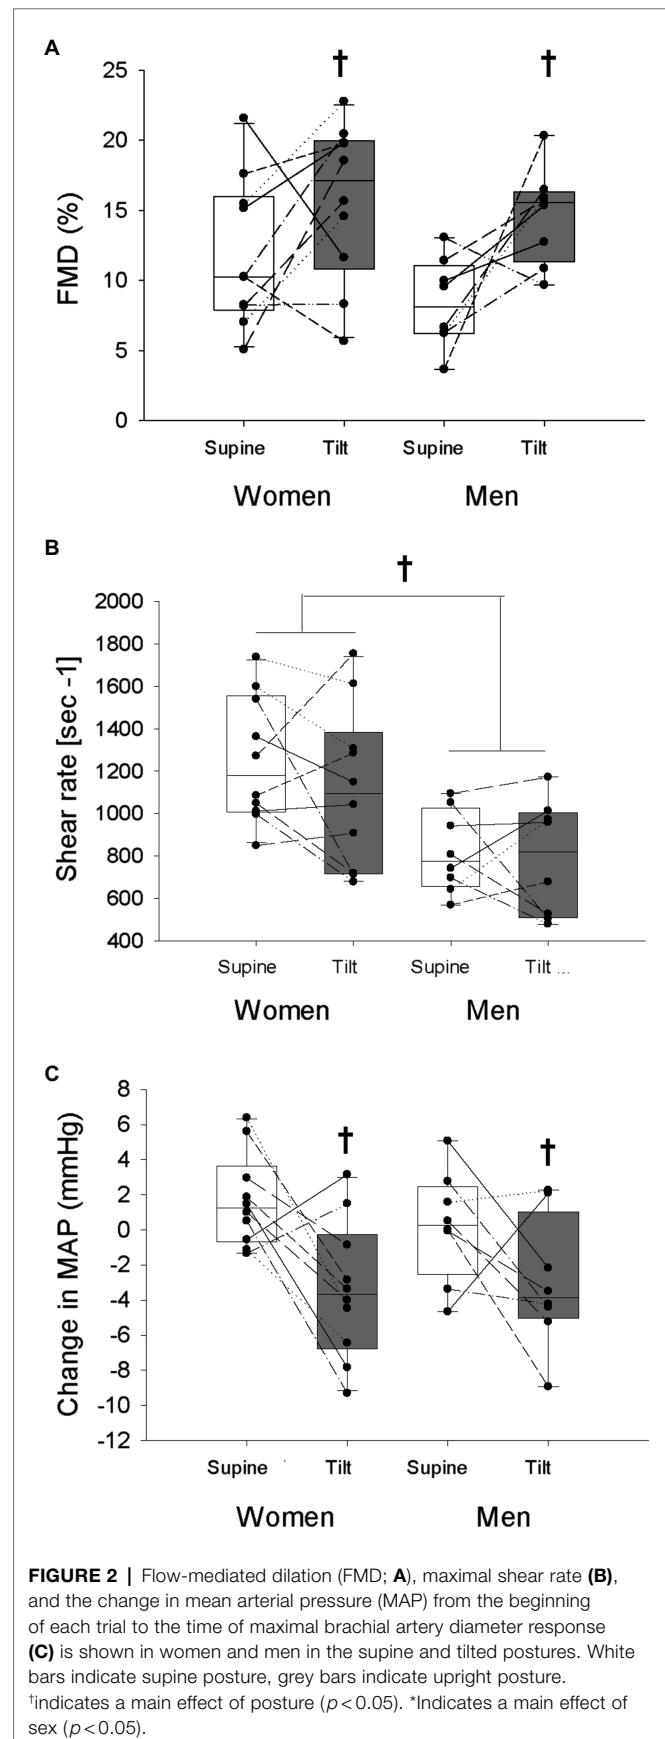 A
† †
25
20
15
10
5
0
FMD (%)
Supine Tilt Supine Tilt
Women Men
B
†
2000
1800
1600
1400
1200
1000
800
600
400
Shear rate [sec -1]
Supine Tilt Supine Tilt ...
Women Men
C
8
6
4
2
0
-2
-4
-6
-8
-10
-12
Change in MAP (mmHg)
† †
Supine Tilt Supine Tilt
Women Men
FIGURE 2 | Flow-mediated dilation (FMD; A), maximal shear rate (B),
and the change in mean arterial pressure (MAP) from the beginning
of each trial to the time of maximal brachial artery diameter response
(C) is shown in women and men in the supine and tilted postures. White
bars indicate supine posture, grey bars indicate upright posture.
†indicates a main effect of posture (p < 0.05). *Indicates a main effect of
sex (p < 0.05).